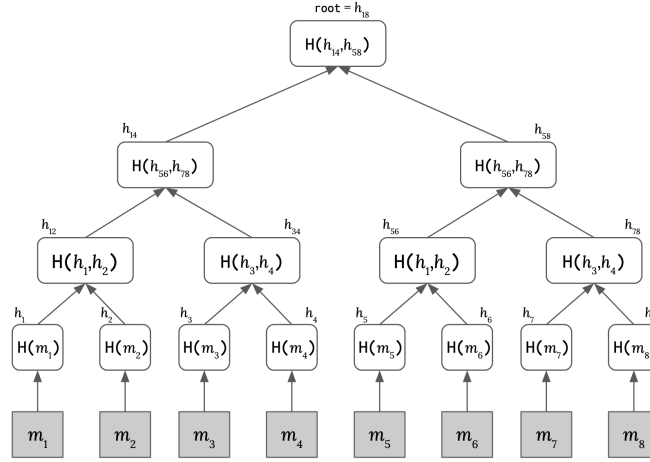 root = h₁₈
H(h₁₄,h₅₈)
h₁₄ h₅₈
H(h₅₆,h₇₈) H(h₅₆,h₇₈)
h₁₂ h₃₄ h₅₆ h₇₈
H(h₁,h₂) H(h₃,h₄) H(h₁,h₂) H(h₃,h₄)
h₁ h₂ h₃ h₄ h₅ h₆ h₇ h
H(m₁) H(m₂) H(m₃) H(m₄) H(m₅) H(m₆) H(m₇) H(m₈
m₁ m₂ m₃ m₄ m₅ m₆ m₇ m₈